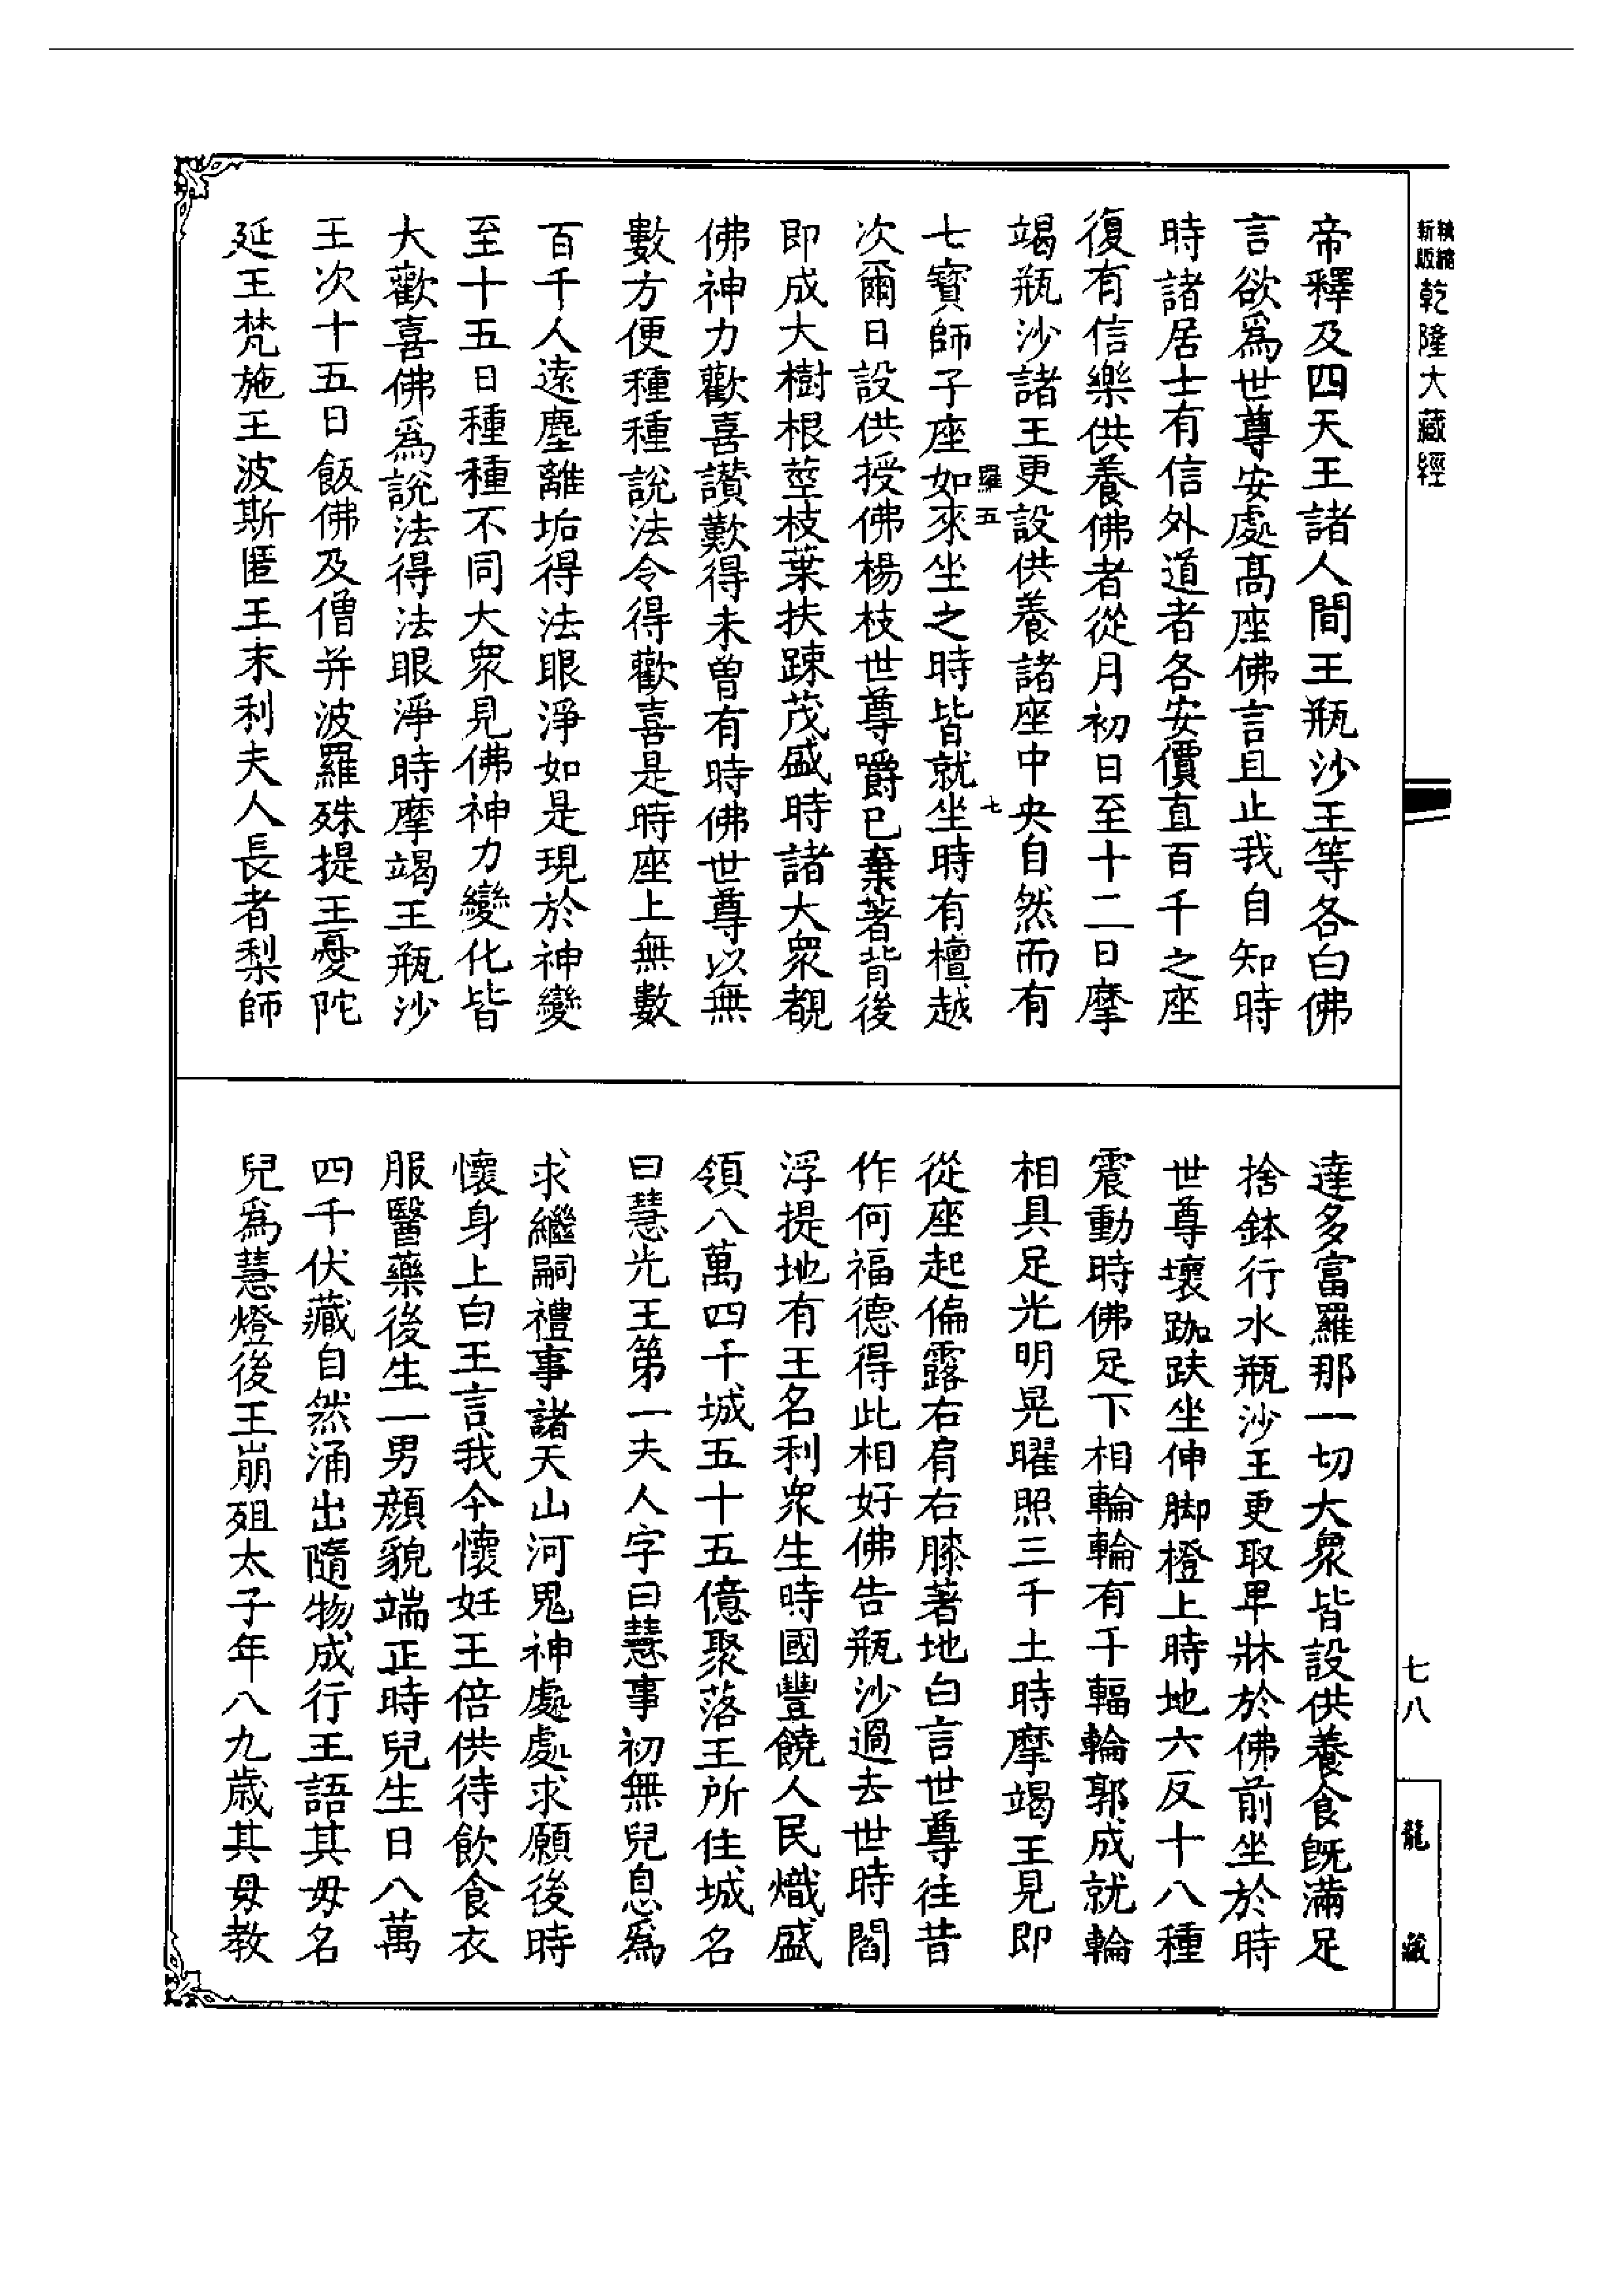 新版
縮
乾隆大藏經
帝釋及四天王諸人間王瓶沙王等各白佛
言欲爲世尊安處髙座佛言且止我自知時
時諸居士有信外道者各安價直百千之座
復有信樂供養佛者從月初日至十二日摩
竭瓶沙諸王更設供養諸座中央自然而有
羅五
七
七寳師子座如來坐之時皆就坐時有檀越
次爾日設供授佛楊枝世尊嚼已棄著背後
即成大樹根莖枝葉扶踈茂盛時諸大衆覩
佛神力歡喜讚歎得未曽有時佛世尊以無
數方便種種說法令得歡喜是時座上無數
百千人逺塵離垢得法眼淨如是現於神變
至十五日種種不同大衆見佛神力變化皆
大歡喜佛爲說法得法眼淨時摩竭王瓶沙
王次十五日飯佛及僧并波羅殊提王憂陀
延王梵施王波斯匿王末利夫人長者梨師
達多富羅那一切大衆皆設供養食旣滿足
捨鉢行水瓶沙王更取卑牀於佛前坐於時
世尊壞跏趺坐伸脚橙上時地六反十八種
震動時佛足下相輪輪有千輻輪郭成就輪
相具足光明晃曜照三千土時摩竭王見即
從座起偏露右肩右膝著地白言世尊往昔
作何福德得此相好佛告瓶沙過去世時閻
浮提地有王名利衆生時國豐饒人民熾盛
領八萬四千城五十五億聚落王所住城名
曰慧光王第一夫人字曰慧事初無兒息爲
求繼嗣禮事諸天山河鬼神處處求願後時
懷身上白王言我今懷妊王倍供待飲食衣
服醫藥後生一男顔貌端正時兒生日八萬
四千伏藏自然涌出隨物成行王語其母名
兒爲慧燈後王崩殂太子年八九歳其母教
七八
龍藏